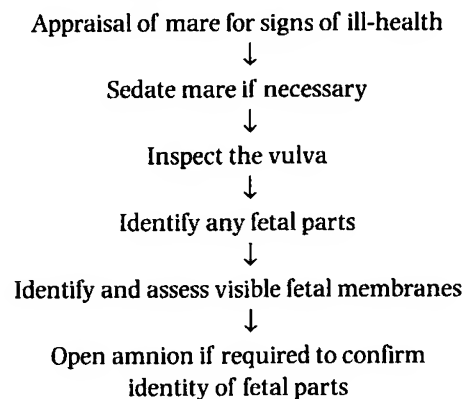 Appraisal of mare for signs of ill-health
↓
Sedate mare if necessary
↓
Inspect the vulva
↓
Identify any fetal parts
↓
Identify and assess visible fetal membranes
↓
Open amnion if required to confirm
identity of fetal parts